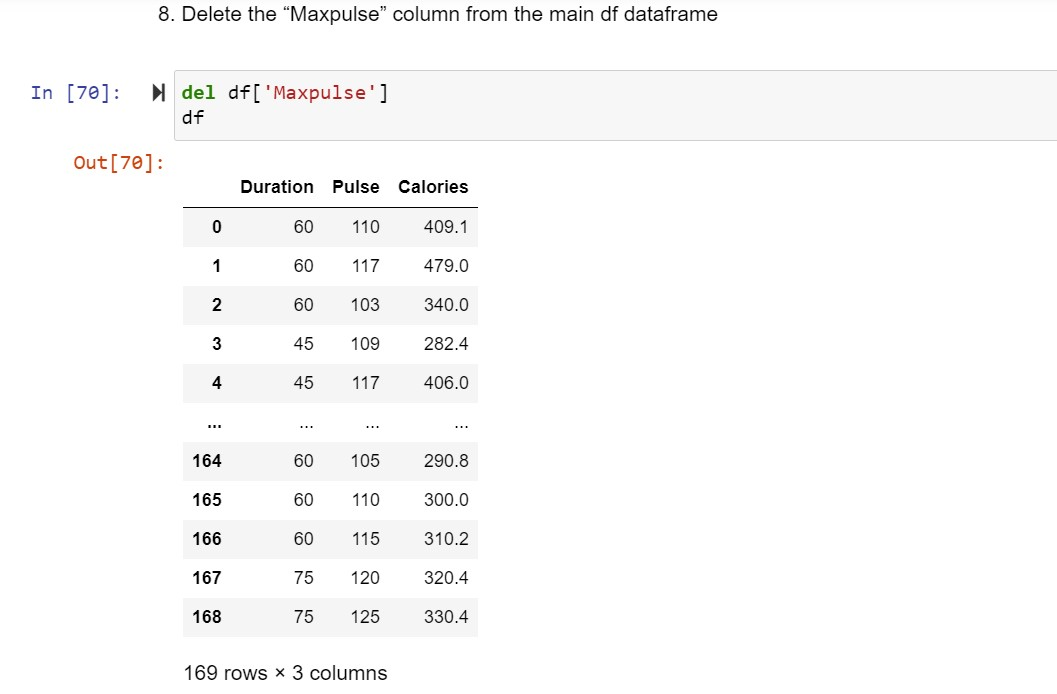 8. Delete the “Maxpulse” column from the main df dataframe
In [70]: del df['Maxpulse']
df
Out[70]:
Duration Pulse Calories
0 60 110 409.1
1 60 117 479.0
2 60 103 340.0
3 45 109 282.4
4 45 117 406.0
... ... ... ...
164 60 105 290.8
165 60 110 300.0
166 60 115 310.2
167 75 120 320.4
168 75 125 330.4
169 rows × 3 columns